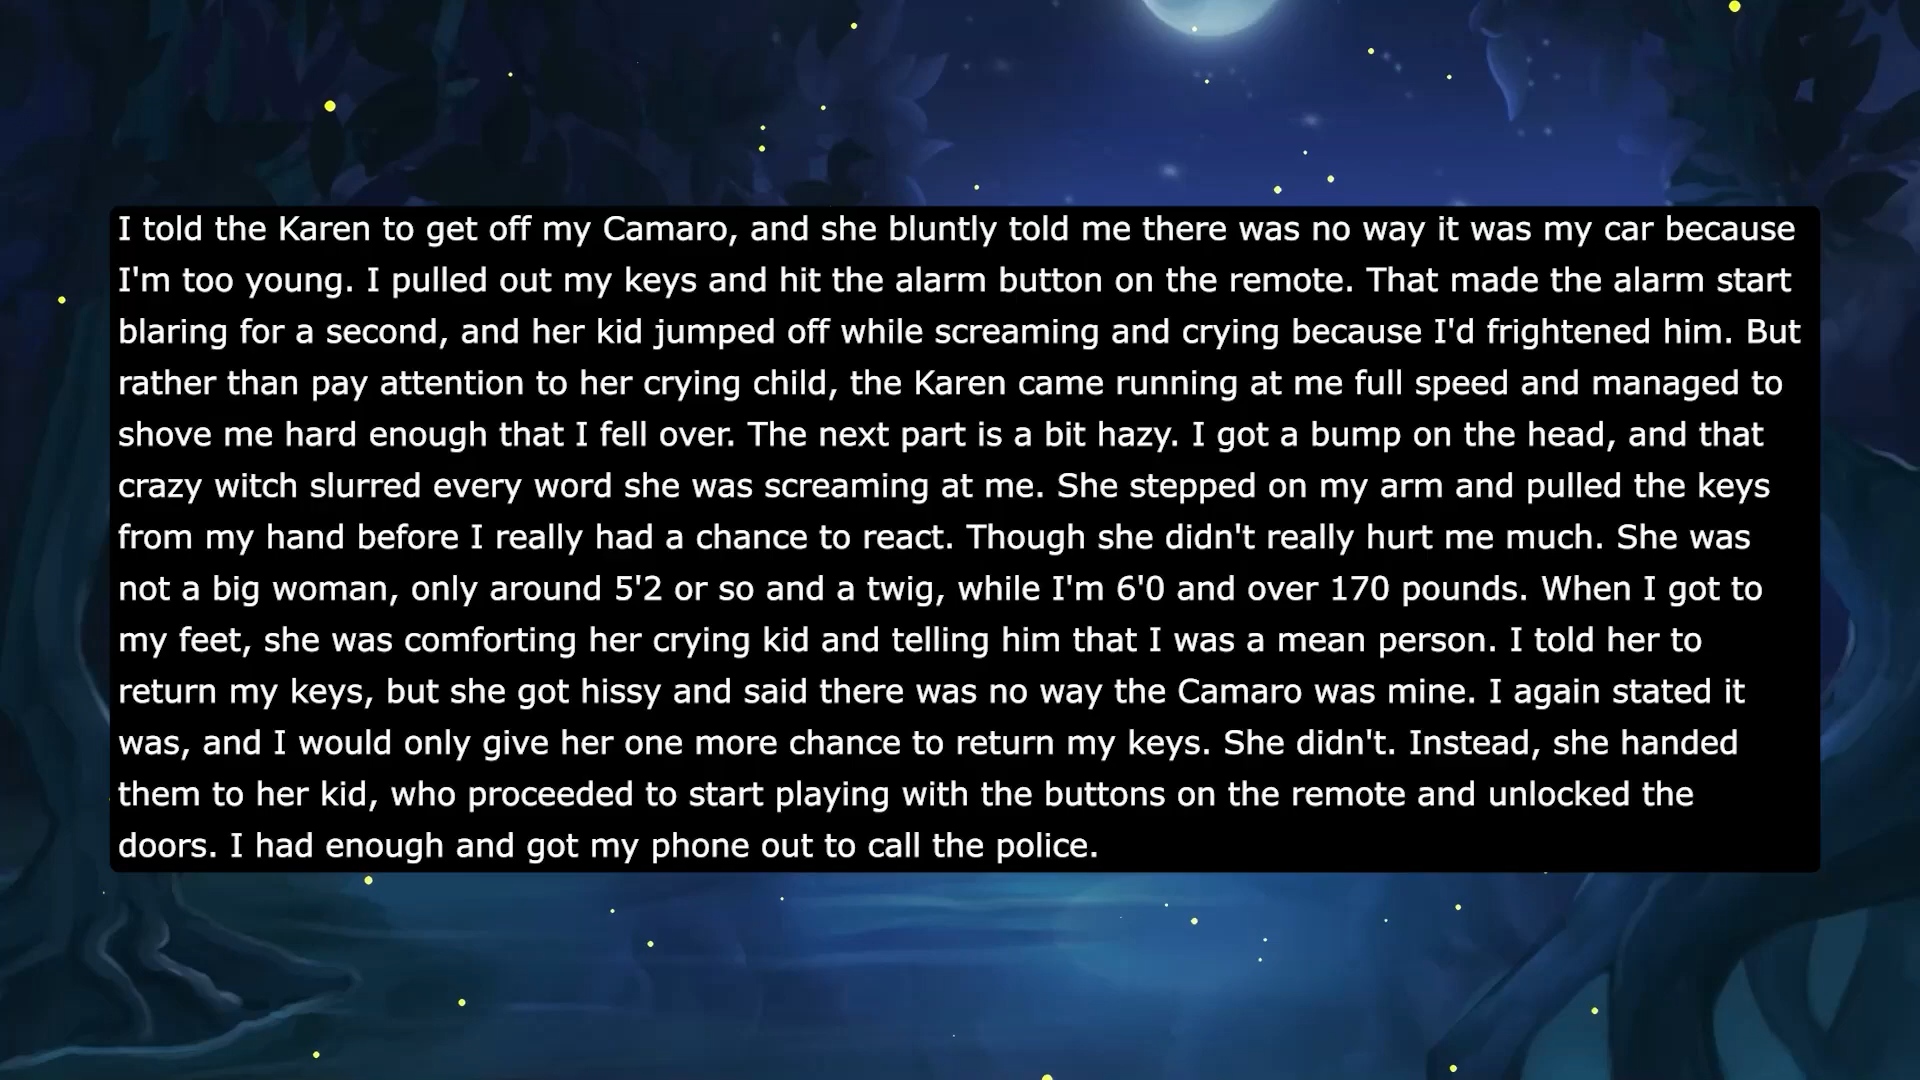 I told the Karen to get off my Camaro, and she bluntly told me there was no way it was my car because
I'm too young. I pulled out my keys and hit the alarm button on the remote. That made the alarm start
blaring for a second, and her kid jumped off while screaming and crying because I'd frightened him. But
rather than pay attention to her crying child, the Karen came running at me full speed and managed to
shove me hard enough that I fell over. The next part is a bit hazy. I got a bump on the head, and that
crazy witch slurred every word she was screaming at me. She stepped on my arm and pulled the keys
from my hand before I really had a chance to react. Though she didn't really hurt me much. She was
not a big woman, only around 5'2 or so and a twig, while I'm 6'0 and over 170 pounds. When I got to
my feet, she was comforting her crying kid and telling him that I was a mean person. I told her to
return my keys, but she got hissy and said there was no way the Camaro was mine. I again stated it
was, and I would only give her one more chance to return my keys. She didn't. Instead, she handed
them to her kid, who proceeded to start playing with the buttons on the remote and unlocked the
doors. I had enough and got my phone out to call the police.